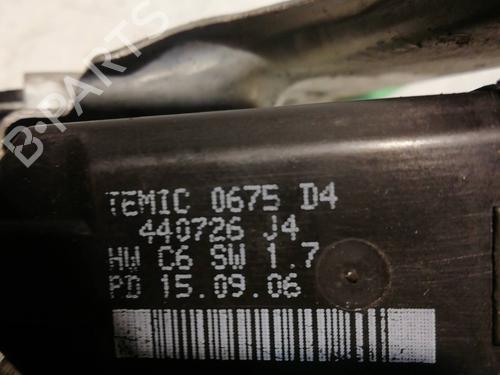 B-PARTS
TEMIC 0675 D4
440726 J4
HW C6 SW 1.7
PD 15.09.06